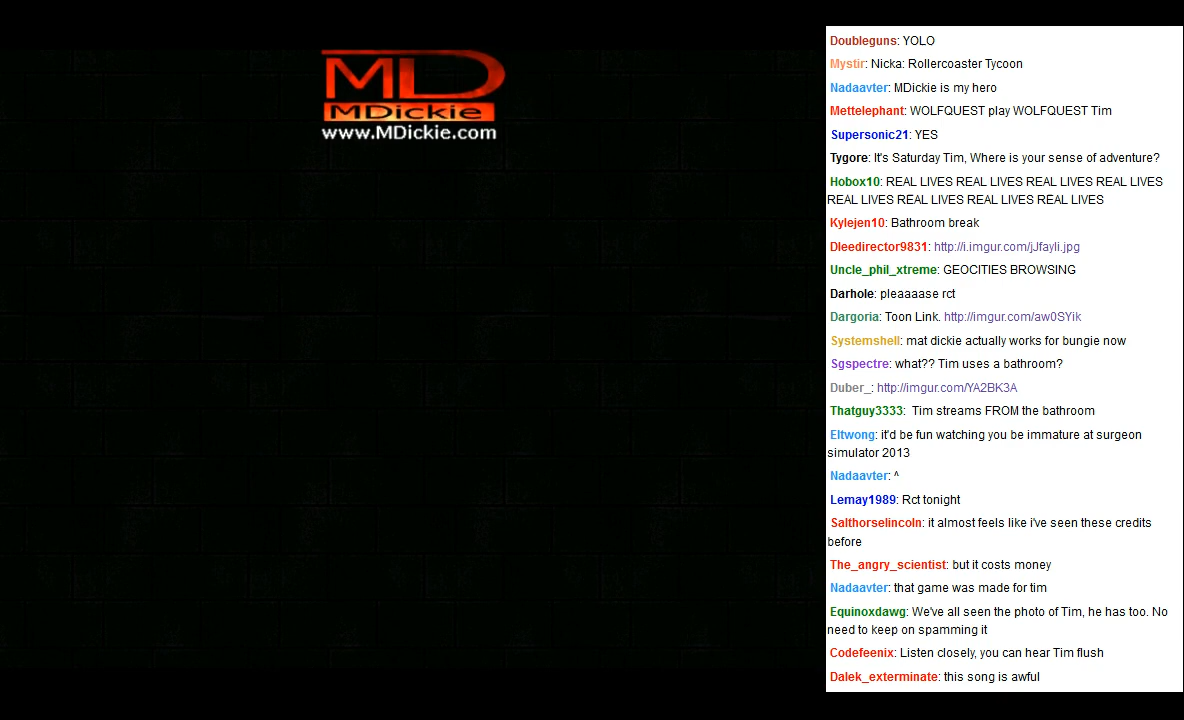 MD
MDickie
www.MDickie.com
Doubleguns: YOLO
Mystir: Nicka: Rollercoaster Tycoon
Nadaavter: MDickie is my hero
Mettelephant: WOLFQUEST play WOLFQUEST Tim
Supersonic21: YES
Tygore: It's Saturday Tim, Where is your sense of adventure?
Hobox10: REAL LIVES REAL LIVES REAL LIVES REAL LIVES
REAL LIVES REAL LIVES REAL LIVES REAL LIVES
Kylejen10: Bathroom break
Dleedirector9831: http://i.imgur.com/jJfayli.jpg
Uncle_phil_xtreme: GEOCITIES BROWSING
Darhole: pleaaaase rct
Dargoria: Toon Link. http://imgur.com/aw0SYik
Systemshell: mat dickie actually works for bungie now
Sgspectre: what?? Tim uses a bathroom?
Duber_: http://imgur.com/YA2BK3A
Thatguy3333: Tim streams FROM the bathroom
Eltwong: it'd be fun watching you be immature at surgeon
simulator 2013
Nadaavter: ^
Lemay1989: Rct tonight
Salthorselincoln: it almost feels like i've seen these credits
before
The_angry_scientist: but it costs money
Nadaavter: that game was made for tim
Equinoxdawg: We've all seen the photo of Tim, he has too. No
need to keep on spamming it
Codefeenix: Listen closely, you can hear Tim flush
Dalek_exterminate: this song is awful